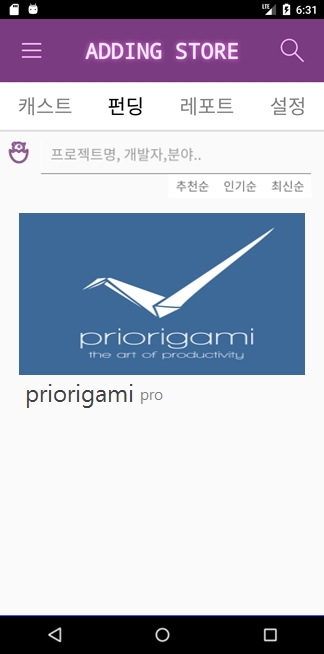 LTE 6:31
ADDING STORE
캐스트 펀딩 레포트 설정
프로젝트명, 개발자,분야..
추천순 인기순 최신순
priorigami
the art of productivity
priorigami pro